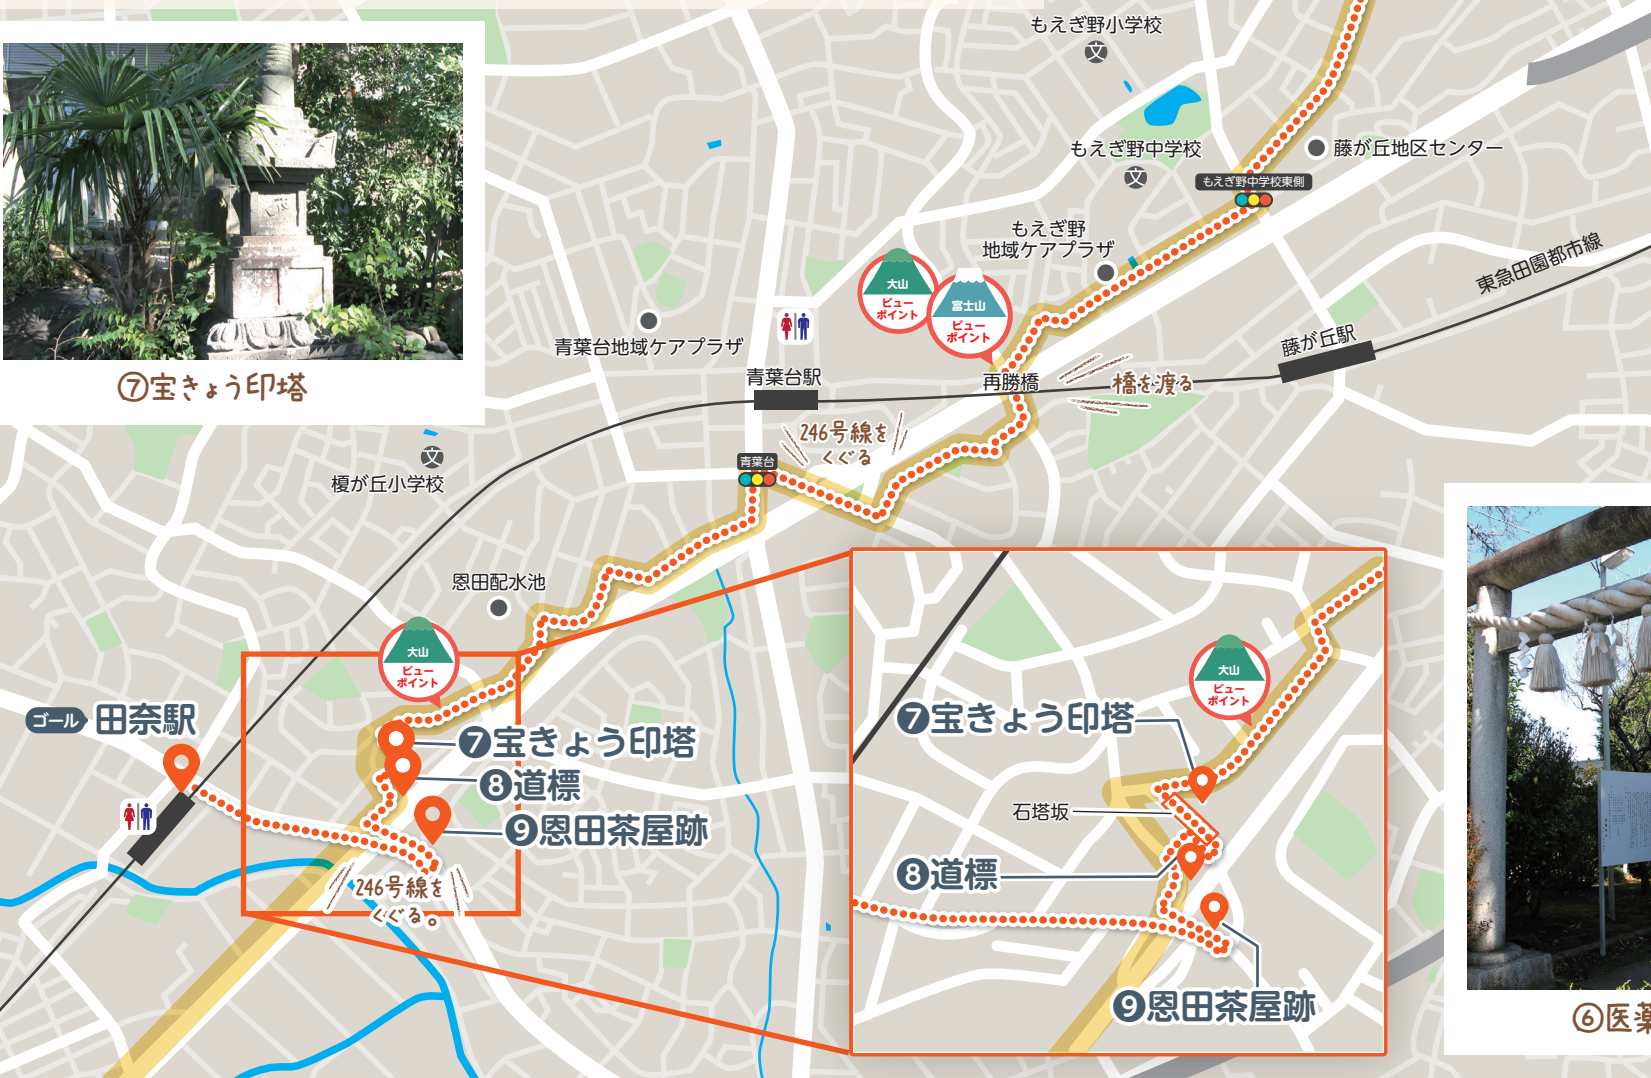 もえぎ野小学校
文
もえぎ野中学校
文
藤が丘地区センター
もえぎ野中学校東側
もえぎ野
地域ケアプラザ
東急田園都市線
大山
ビュー
ポイント
富士山
ビュー
ポイント
青葉台地域ケアプラザ
藤が丘駅
青葉台駅
再勝橋
橋を渡る
⑦宝きょう印塔
246号線を
くぐる
青葉台
文
榎が丘小学校
恩田配水池
大山
ビュー
ポイント
ゴール 田奈駅
❼宝きょう印塔
❽道標
❾恩田茶屋跡
246号線を
くぐる。
大山
ビュー
ポイント
❼宝きょう印塔
石塔坂
❽道標
❾恩田茶屋跡
⑥医薬